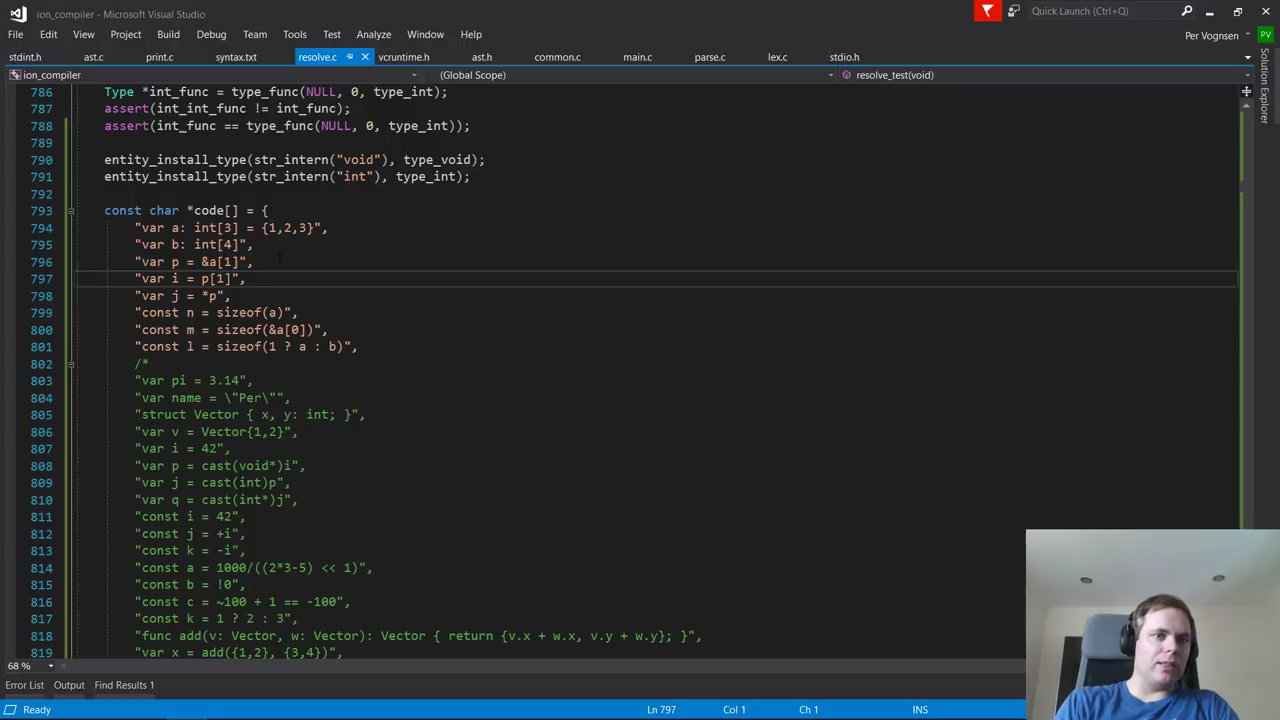 ion_compiler - Microsoft Visual Studio
Quick Launch (Ctrl+Q)
File Edit View Project Build Debug Team Tools Test Analyze Window Help
Per Vognsen PV
stdint.h ast.c print.c syntax.txt resolve.c vcruntime.h ast.h common.c main.c parse.c lex.c stdio.h
Solution Explorer
ion_compiler (Global Scope) resolve_test(void)
786 Type *int_func = type_func(NULL, 0, type_int);
787 assert(int_int_func != int_func);
788 assert(int_func == type_func(NULL, 0, type_int));
789
790 entity_install_type(str_intern("void"), type_void);
791 entity_install_type(str_intern("int"), type_int);
792
793 const char *code[] = {
794 "var a: int[3] = {1,2,3}",
795 "var b: int[4]",
796 "var p = &a[1]",
797 "var i = p[1]",
798 "var j = *p",
799 "const n = sizeof(a)",
800 "const m = sizeof(&a[0])",
801 "const l = sizeof(1 ? a : b)",
802 /*
803 "var pi = 3.14",
804 "var name = \"Per\"",
805 "struct Vector { x, y: int; }",
806 "var v = Vector{1,2}",
807 "var i = 42",
808 "var p = cast(void*)i",
809 "var j = cast(int)p",
810 "var q = cast(int*)j",
811 "const i = 42",
812 "const j = +i",
813 "const k = -i",
814 "const a = 1000/((2*3-5) << 1)",
815 "const b = !0",
816 "const c = ~100 + 1 == -100",
817 "const k = 1 ? 2 : 3",
818 "func add(v: Vector, w: Vector): Vector { return {v.x + w.x, v.y + w.y}; }",
819 "var x = add({1,2}, {3,4})",
68 %
Error List Output Find Results 1
Ready Ln 797 Col 1 Ch 1 INS